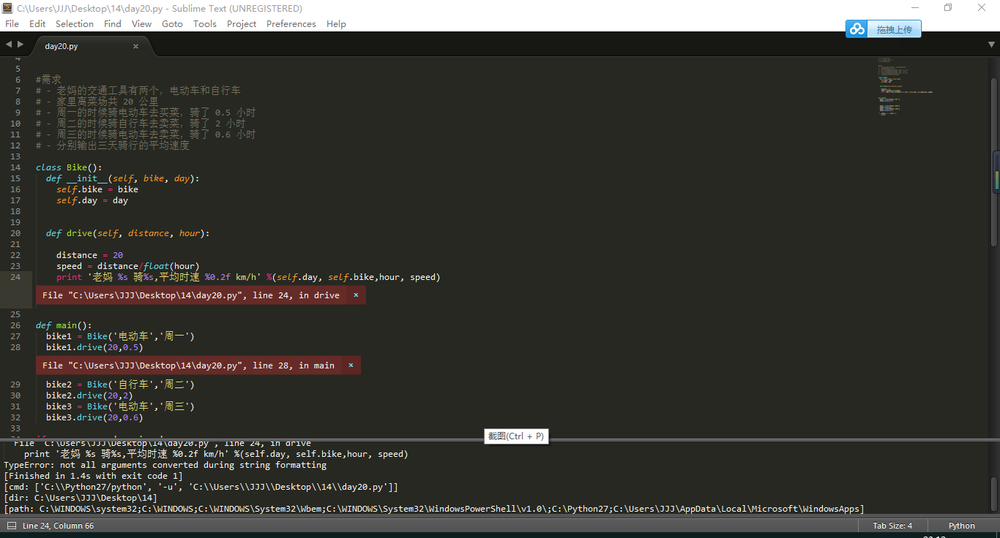 C:\Users\JJJ\Desktop\14\day20.py - Sublime Text (UNREGISTERED)
File Edit Selection Find View Goto Tools Project Preferences Help
拖拽上传
day20.py ×
4
5
6 #需求
7 # - 老妈的交通工具有两个，电动车和自行车
8 # - 家里离菜场共 20 公里
9 # - 周一的时候骑电动车去买菜，骑了 0.5 小时
10 # - 周二的时候骑自行车去卖菜，骑了 2 小时
11 # - 周三的时候骑电动车去卖菜，骑了 0.6 小时
12 # - 分别输出三天骑行的平均速度
13
14 class Bike():
15 def __init__(self, bike, day):
16 self.bike = bike
17 self.day = day
18
19
20 def drive(self, distance, hour):
21
22 distance = 20
23 speed = distance/float(hour)
24 print '老妈 %s 骑%s,平均时速 %0.2f km/h' %(self.day, self.bike,hour, speed)
File "C:\Users\JJJ\Desktop\14\day20.py", line 24, in drive ×
25
26 def main():
27 bike1 = Bike('电动车','周一')
28 bike1.drive(20,0.5)
File "C:\Users\JJJ\Desktop\14\day20.py", line 28, in main ×
29 bike2 = Bike('自行车','周二')
30 bike2.drive(20,2)
31 bike3 = Bike('电动车','周三')
32 bike3.drive(20,0.6)
33
截图(Ctrl + P)
File "C:\Users\JJJ\Desktop\14\day20.py", line 24, in drive
print '老妈 %s 骑%s,平均时速 %0.2f km/h' %(self.day, self.bike,hour, speed)
TypeError: not all arguments converted during string formatting
[Finished in 1.4s with exit code 1]
[cmd: ['C:\\Python27/python', '-u', 'C:\\Users\\JJJ\\Desktop\\14\\day20.py']]
[dir: C:\Users\JJJ\Desktop\14]
[path: C:\WINDOWS\system32;C:\WINDOWS;C:\WINDOWS\System32\Wbem;C:\WINDOWS\System32\WindowsPowerShell\v1.0\;C:\Python27;C:\Users\JJJ\AppData\Local\Microsoft\WindowsApps]
Line 24, Column 66 Tab Size: 4 Python